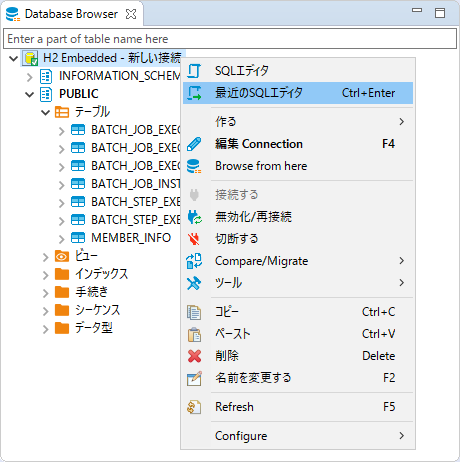 Database Browser
Enter a part of table name here
H2 Embedded - 新しい接続
INFORMATION_SCHEM
PUBLIC
テーブル
BATCH_JOB_EXEC
BATCH_JOB_EXEC
BATCH_JOB_EXEC
BATCH_JOB_INST
BATCH_STEP_EXE
BATCH_STEP_EXE
MEMBER_INFO
ビュー
インデックス
手続き
シーケンス
データ型
SQLエディタ
最近のSQLエディタ Ctrl+Enter
作る
編集 Connection F4
Browse from here
接続する
無効化/再接続
切断する
Compare/Migrate
ツール
コピー Ctrl+C
ペースト Ctrl+V
削除 Delete
名前を変更する F2
Refresh F5
Configure